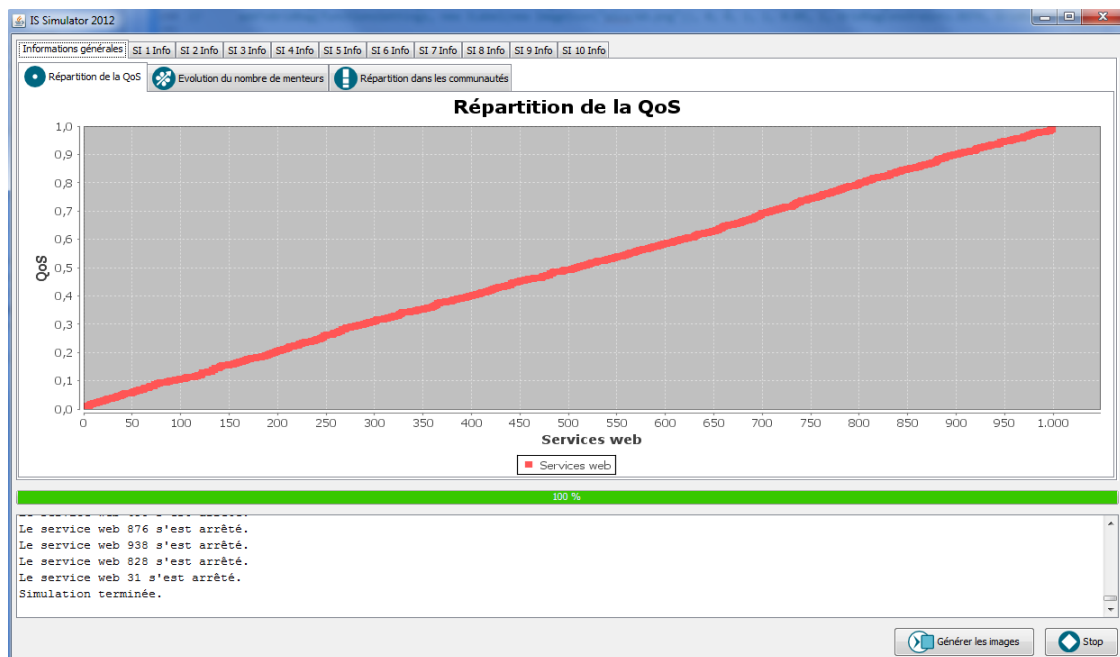 IS Simulator 2012
Informations générales SI 1 Info SI 2 Info SI 3 Info SI 4 Info SI 5 Info SI 6 Info SI 7 Info SI 8 Info SI 9 Info SI 10 Info
Répartition de la QoS Evolution du nombre de menteurs Répartition dans les communautés
Répartition de la QoS
1,0
0,9
0,8
0,7
0,6
0,5
0,4
0,3
0,2
0,1
0,0
QoS
0 50 100 150 200 250 300 350 400 450 500 550 600 650 700 750 800 850 900 950 1.000
Services web
Services web
100 %
Le service web 876 s'est arrêté.
Le service web 938 s'est arrêté.
Le service web 828 s'est arrêté.
Le service web 31 s'est arrêté.
Simulation terminée.
Générer les images Stop